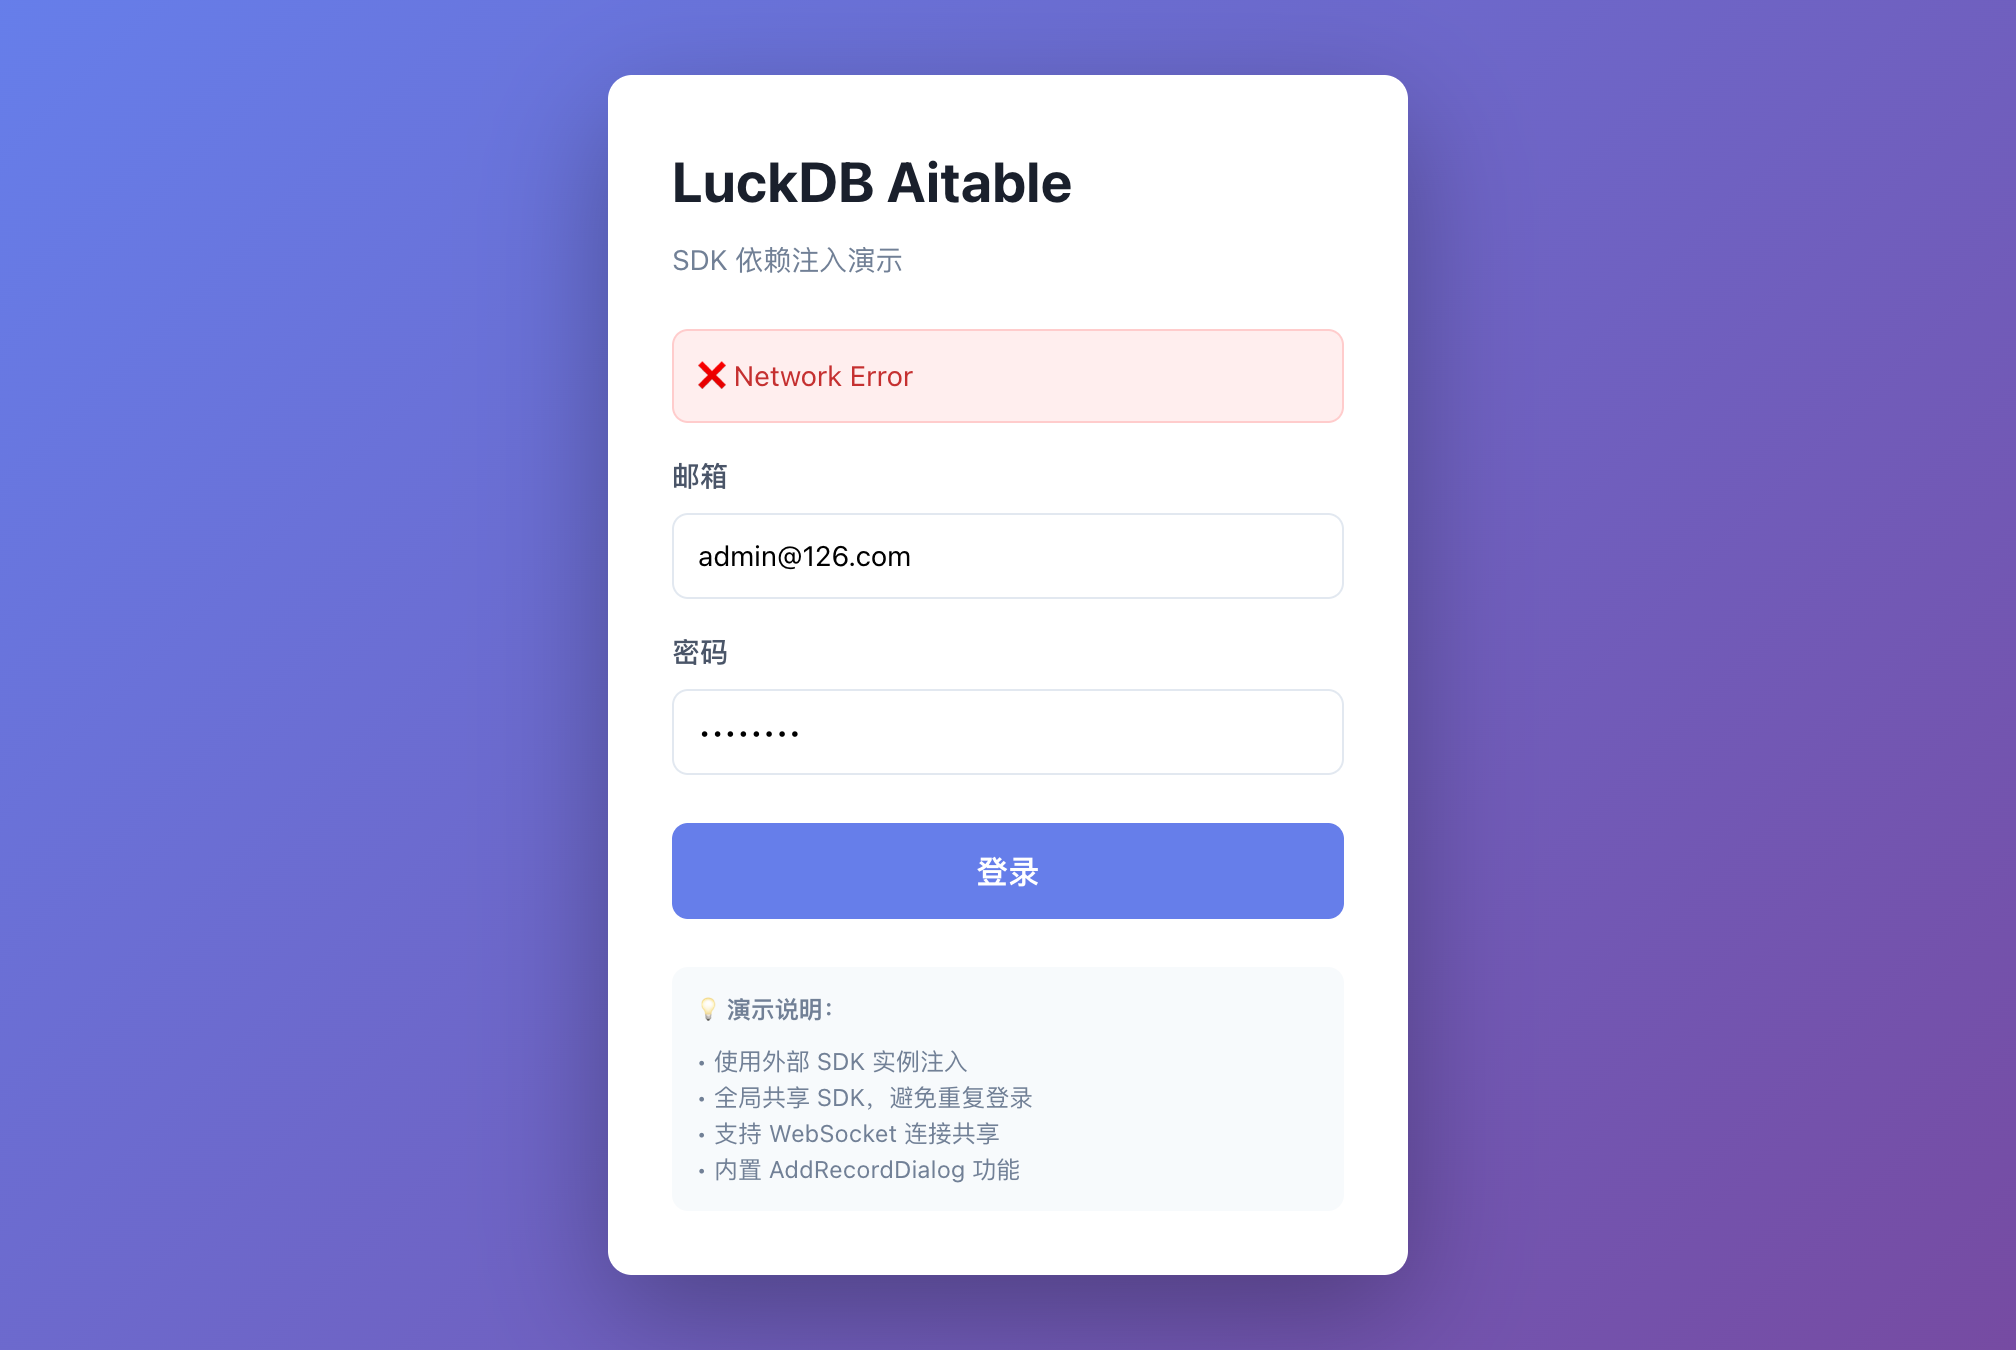 LuckDB Aitable
SDK 依赖注入演示
❌ Network Error
邮箱
admin@126.com
密码
••••••••
登录
💡 演示说明：
• 使用外部 SDK 实例注入
• 全局共享 SDK，避免重复登录
• 支持 WebSocket 连接共享
• 内置 AddRecordDialog 功能